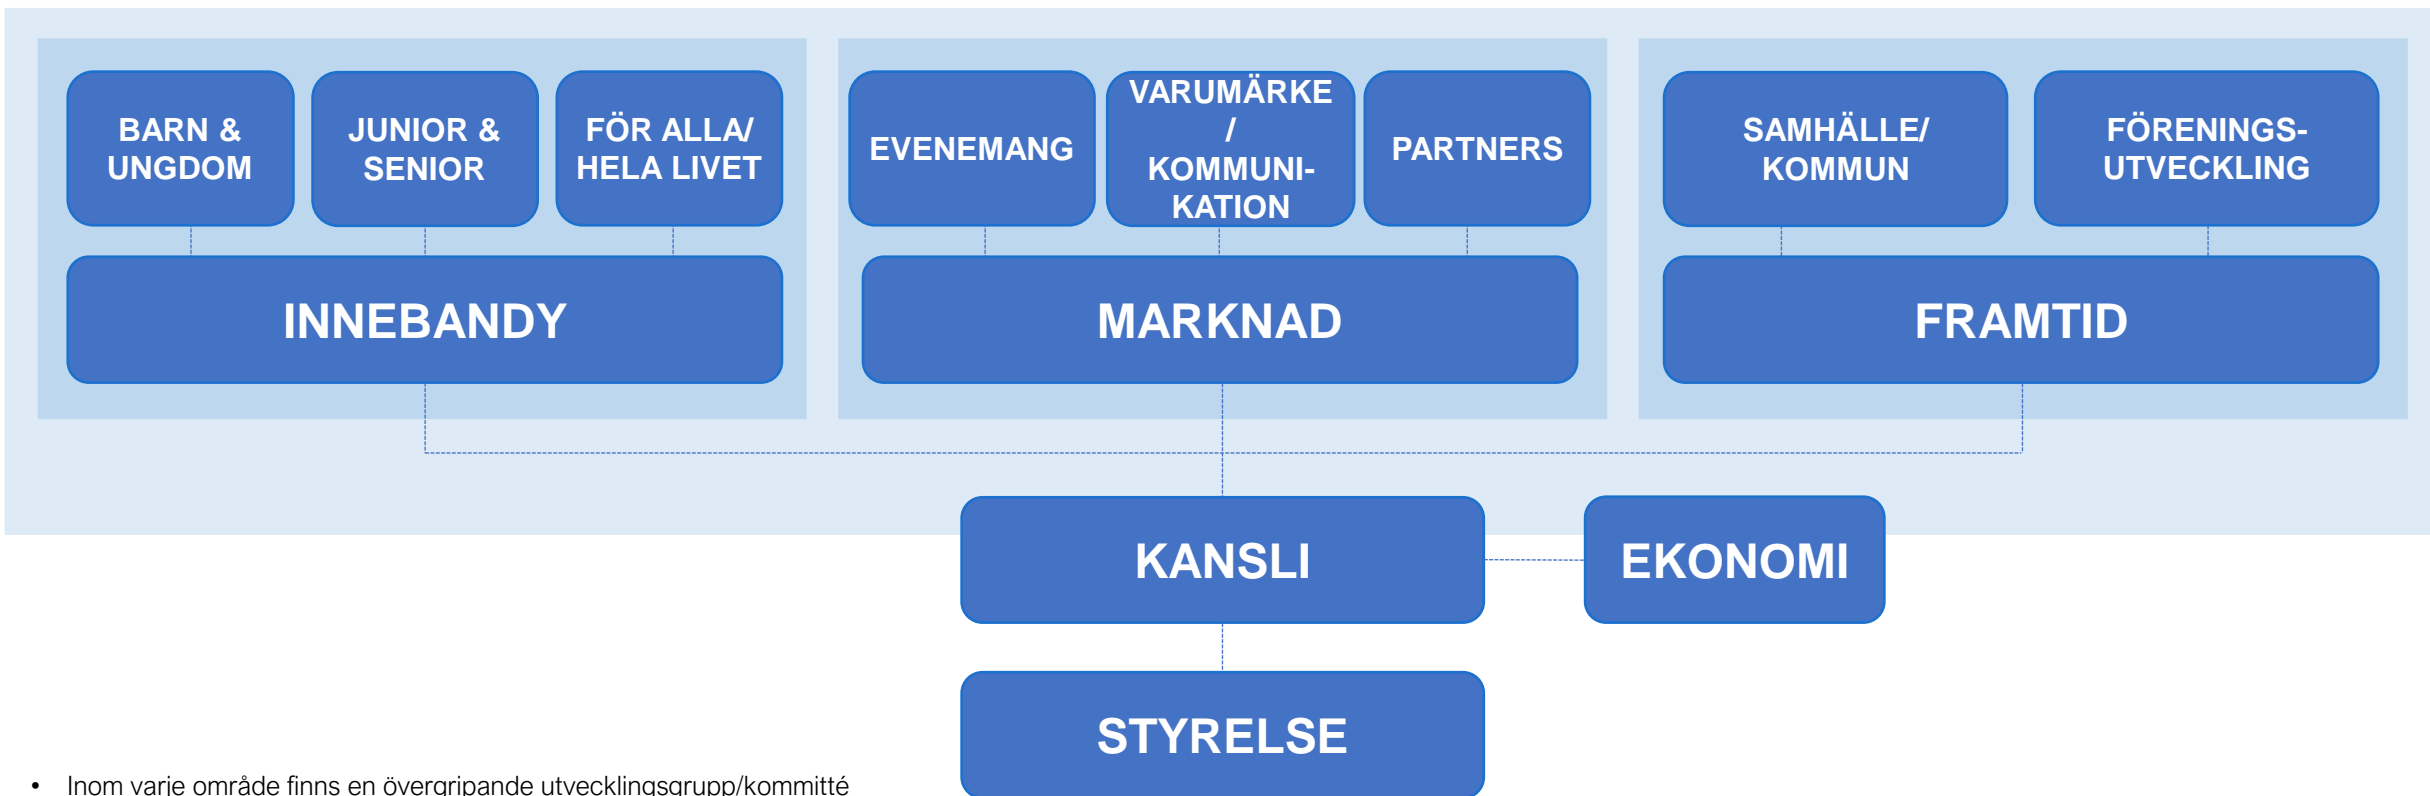 BARN &
UNGDOM
JUNIOR &
SENIOR
FÖR ALLA/
HELA LIVET
EVENEMANG
VARUMÄRKE
/
KOMMUNI-
KATION
PARTNERS
SAMHÄLLE/
KOMMUN
FÖRENINGS-
UTVECKLING
INNEBANDY
MARKNAD
FRAMTID
KANSLI
EKONOMI
STYRELSE
• Inom varje område finns en övergripande utvecklingsgrupp/kommitté